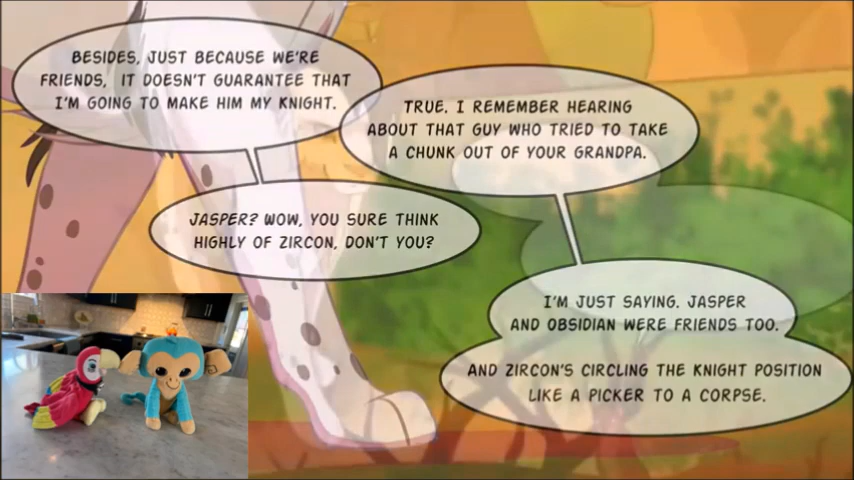 BESIDES, JUST BECAUSE WE'RE
FRIENDS, IT DOESN'T GUARANTEE THAT
I'M GOING TO MAKE HIM MY KNIGHT.
TRUE. I REMEMBER HEARING
ABOUT THAT GUY WHO TRIED TO TAKE
A CHUNK OUT OF YOUR GRANDPA.
JASPER? WOW, YOU SURE THINK
HIGHLY OF ZIRCON, DON'T YOU?
I'M JUST SAYING. JASPER
AND OBSIDIAN WERE FRIENDS TOO.
AND ZIRCON'S CIRCLING THE KNIGHT POSITION
LIKE A PICKER TO A CORPSE.